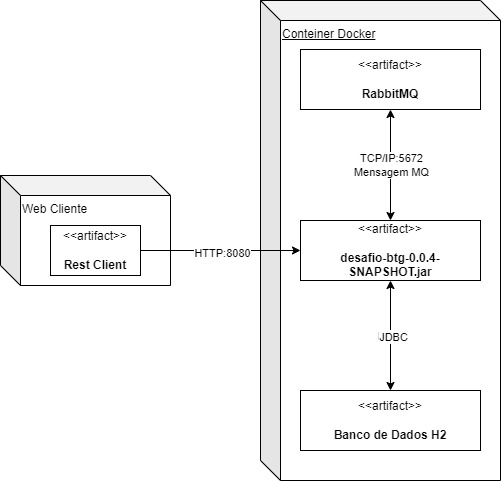 Conteiner Docker
<<artifact>>
RabbitMQ
TCP/IP:5672
Mensagem MQ
Web Cliente
<<artifact>>
Rest Client
HTTP:8080
<<artifact>>
desafio-btg-0.0.4-
SNAPSHOT.jar
JDBC
<<artifact>>
Banco de Dados H2